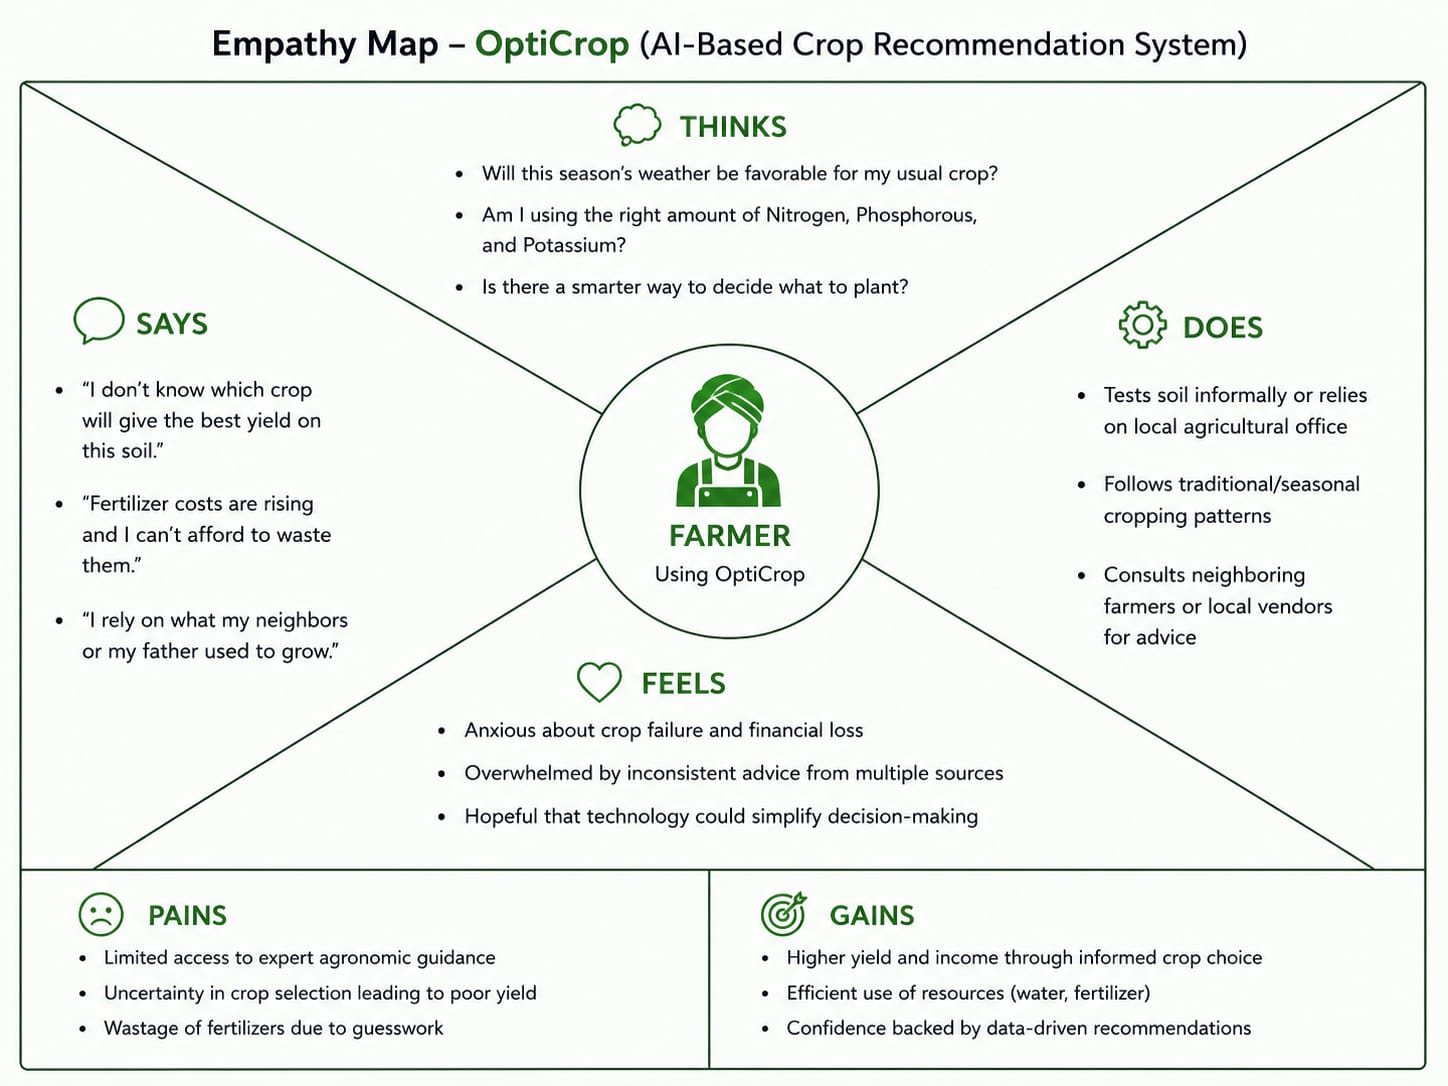 Empathy Map – OptiCrop (AI-Based Crop Recommendation System)
THINKS
• Will this season’s weather be favorable for my usual crop?
• Am I using the right amount of Nitrogen, Phosphorous,
and Potassium?
• Is there a smarter way to decide what to plant?
SAYS
• “I don’t know which crop
will give the best yield on
this soil.”
• “Fertilizer costs are rising
and I can’t afford to waste
them.”
• “I rely on what my neighbors
or my father used to grow.”
FARMER
Using OptiCrop
DOES
• Tests soil informally or relies
on local agricultural office
• Follows traditional/seasonal
cropping patterns
• Consults neighboring
farmers or local vendors
for advice
FEELS
• Anxious about crop failure and financial loss
• Overwhelmed by inconsistent advice from multiple sources
• Hopeful that technology could simplify decision-making
PAINS
• Limited access to expert agronomic guidance
• Uncertainty in crop selection leading to poor yield
• Wastage of fertilizers due to guesswork
GAINS
• Higher yield and income through informed crop choice
• Efficient use of resources (water, fertilizer)
• Confidence backed by data-driven recommendations